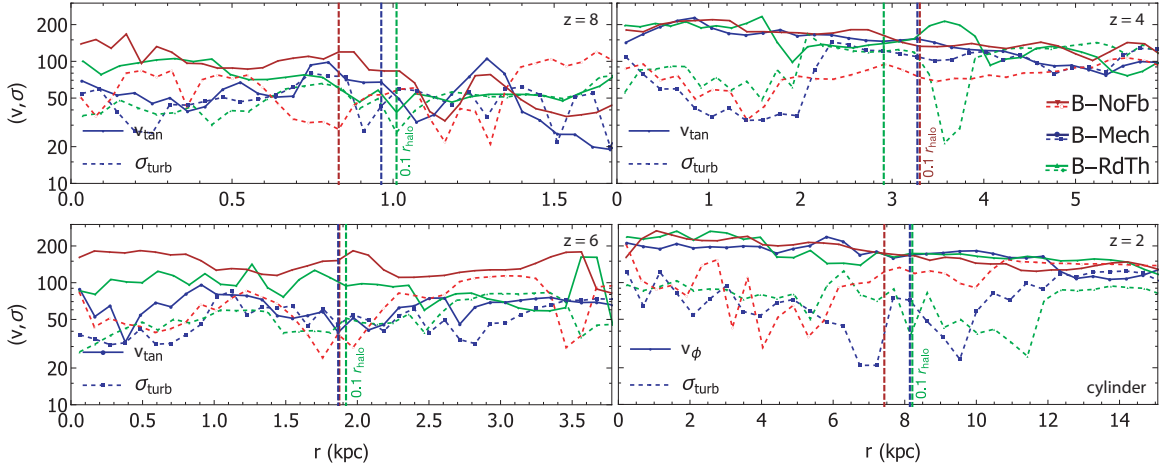 z = 8
z = 4
(v, σ)
200
100
50
20
10
v_tan
σ_turb
0.1 r_halo
0.0 0.5 1.0 1.5
B−NoFb
B−Mech
B−RdTh
v_tan
σ_turb
0.1 r_halo
0 1 2 3 4 5
z = 6
z = 2
(v, σ)
200
100
50
20
10
v_tan
σ_turb
0.1 r_halo
0.0 0.5 1.0 1.5 2.0 2.5 3.0 3.5
r (kpc)
v_ϕ
σ_turb
0.1 r_halo
cylinder
0 2 4 6 8 10 12 14
r (kpc)